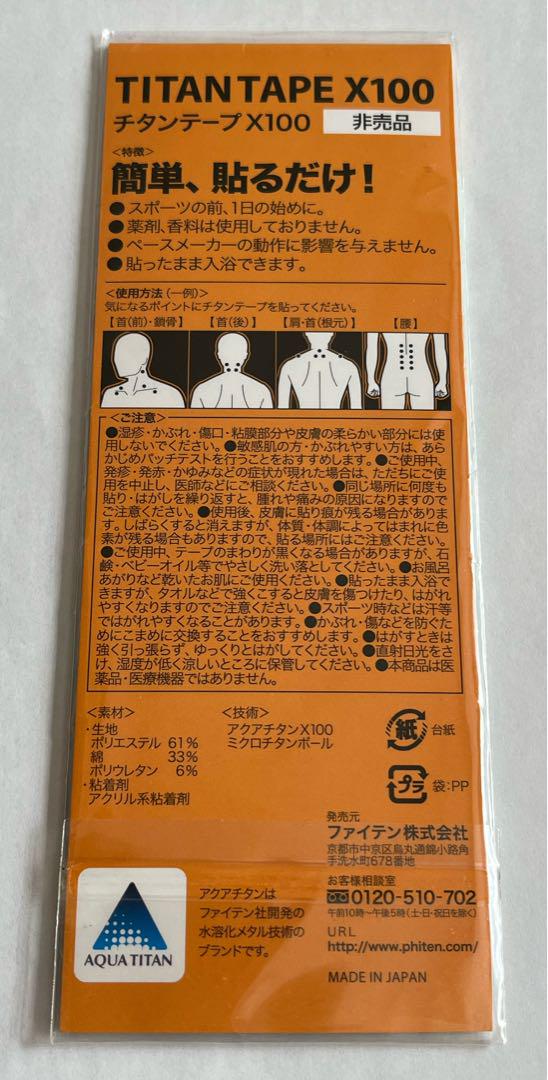 TITAN TAPE X100
チタンテープX100 非売品
<特徴>
簡単、貼るだけ!
●スポーツの前、1日の始めに。
●薬剤、香料は使用しておりません。
●ペースメーカーの動作に影響を与えません。
●貼ったまま入浴できます。
<使用方法(一例)>
気になるポイントにチタンテープを貼ってください。
【首(前)・鎖骨】 【首(後)】 【肩・首(根元)】 【腰】
<ご注意>
●湿疹・かぶれ・傷口・粘膜部分や皮膚の柔らかい部分には使
用しないでください。●敏感肌の方・かぶれやすい方は、あら
かじめパッチテストを行うことをおすすめします。●ご使用中、
発疹・発赤・かゆみなどの症状が現れた場合は、ただちにご使
用を中止し、医師などにご相談ください。●同じ場所に何度も
貼り・はがしを繰り返すと、腫れや痛みの原因になりますので
ご注意ください。●使用後、皮膚に貼り痕が残る場合がありま
す。しばらくすると消えますが、体質・体調によってはまれに色
素が残る場合もありますので、貼る場所にはご注意ください。
●ご使用中、テープのまわりが黒くなる場合がありますが、石
鹸・ベビーオイル等でやさしく洗い落としてください。●お風呂
あがりなど乾いたお肌にご使用ください。●貼ったまま入浴で
きますが、タオルなどで強くこすると皮膚を傷つけたり、はがれ
やすくなりますのでご注意ください。●スポーツ時などは汗等
ではがれやすくなることがあります。●かぶれ・傷などを防ぐた
めにこまめに交換することをおすすめします。●はがすときは
強く引っ張らず、ゆっくりとはがしてください。●直射日光をさ
け、湿度が低く涼しいところに保管してください。●本商品は医
薬品・医療機器ではありません。
<素材>
・生地
ポリエステル 61%
綿 33%
ポリウレタン 6%
・粘着剤
アクリル系粘着剤
<技術>
アクアチタンX100
ミクロチタンボール
紙 台紙
プラ 袋:PP
発売元
ファイテン株式会社
京都市中京区烏丸通錦小路角
手洗水町678番地
お客様相談室
0120-510-702
午前10時~午後5時(土・日・祝日を除く)
URL
http://www.phiten.com/
MADE IN JAPAN
AQUA TITAN
アクアチタンは
ファイテン社開発の
水溶化メタル技術の
ブランドです。